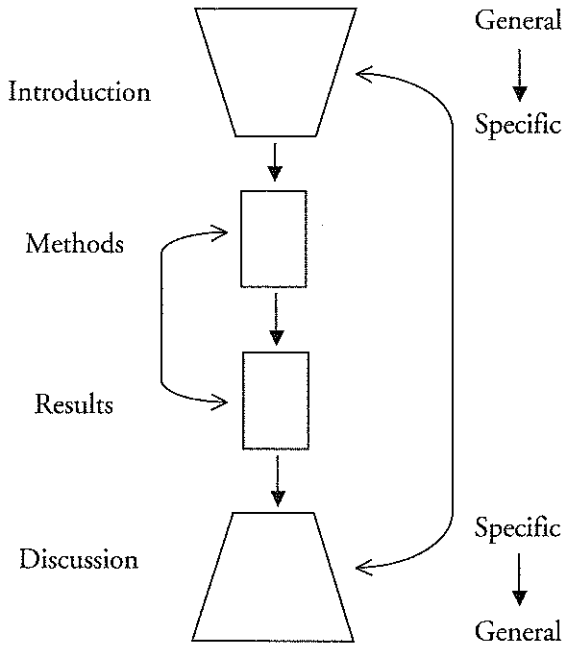 General
Introduction
Specific
Methods
Results
Specific
Discussion
General